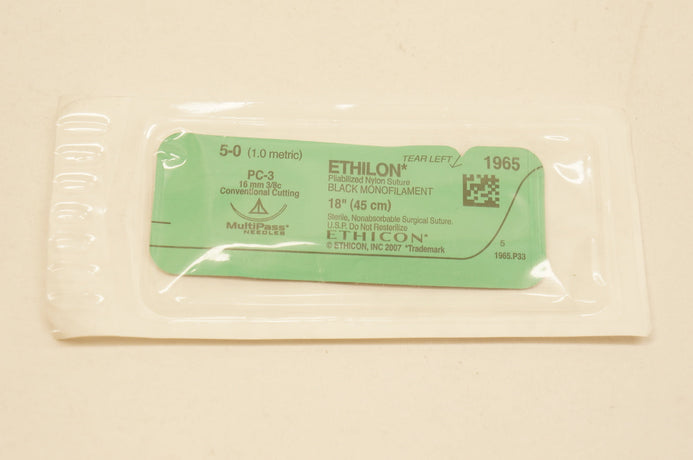 5-0 (1.0 metric)
PC-3
16 mm 3/8c
Conventional Cutting
MultiPass*
NEEDLES
TEAR LEFT
ETHILON*
Pliabilized Nylon Suture
BLACK MONOFILAMENT
18" (45 cm)
Sterile, Nonabsorbable Surgical Suture.
U.S.P. Do Not Resterilize
ETHICON*
© ETHICON, INC 2007 *Trademark
1965
5
1965.P33